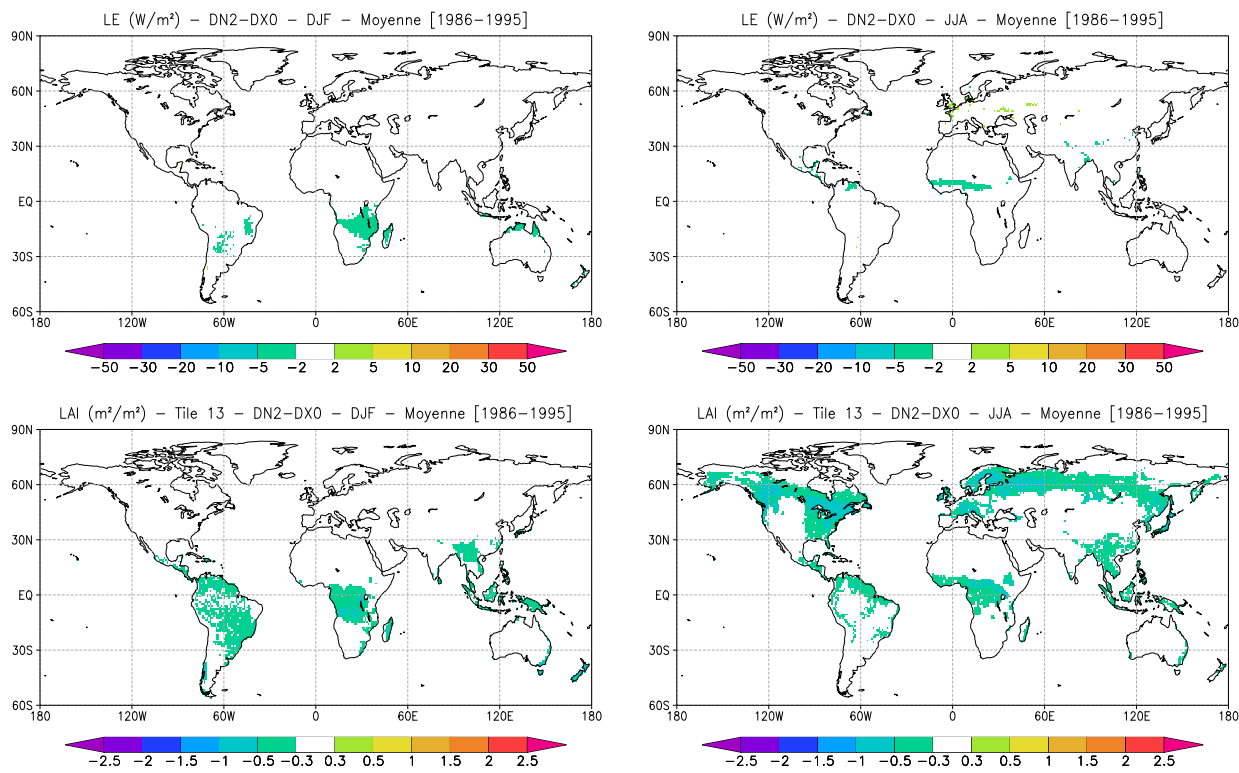 LE (W/m²) − DN2−DX0 − DJF − Moyenne [1986−1995]
90N
60N
30N
EQ
30S
60S
180 120W 60W 0 60E 120E 180
−50 −30 −20 −10 −5 −2 2 5 10 20 30 50
LE (W/m²) − DN2−DX0 − JJA − Moyenne [1986−1995]
90N
60N
30N
EQ
30S
60S
180 120W 60W 0 60E 120E 180
−50 −30 −20 −10 −5 −2 2 5 10 20 30 50
LAI (m²/m²) − Tile 13 − DN2−DX0 − DJF − Moyenne [1986−1995]
90N
60N
30N
EQ
30S
60S
180 120W 60W 0 60E 120E 180
−2.5 −2 −1.5 −1 −0.5 −0.3 0.3 0.5 1 1.5 2 2.5
LAI (m²/m²) − Tile 13 − DN2−DX0 − JJA − Moyenne [1986−1995]
90N
60N
30N
EQ
30S
60S
180 120W 60W 0 60E 120E 180
−2.5 −2 −1.5 −1 −0.5 −0.3 0.3 0.5 1 1.5 2 2.5